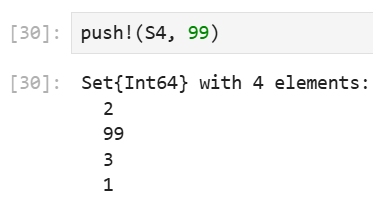 [30]: push!(S4, 99)
[30]: Set{Int64} with 4 elements:
2
99
3
1